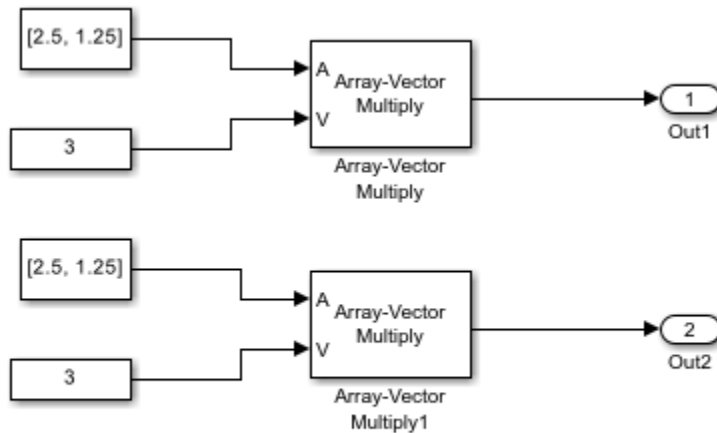 [2.5, 1.25]
A
Array-Vector
Multiply
V
3
1
Out1
Array-Vector
Multiply
[2.5, 1.25]
A
Array-Vector
Multiply
V
3
2
Out2
Array-Vector
Multiply1